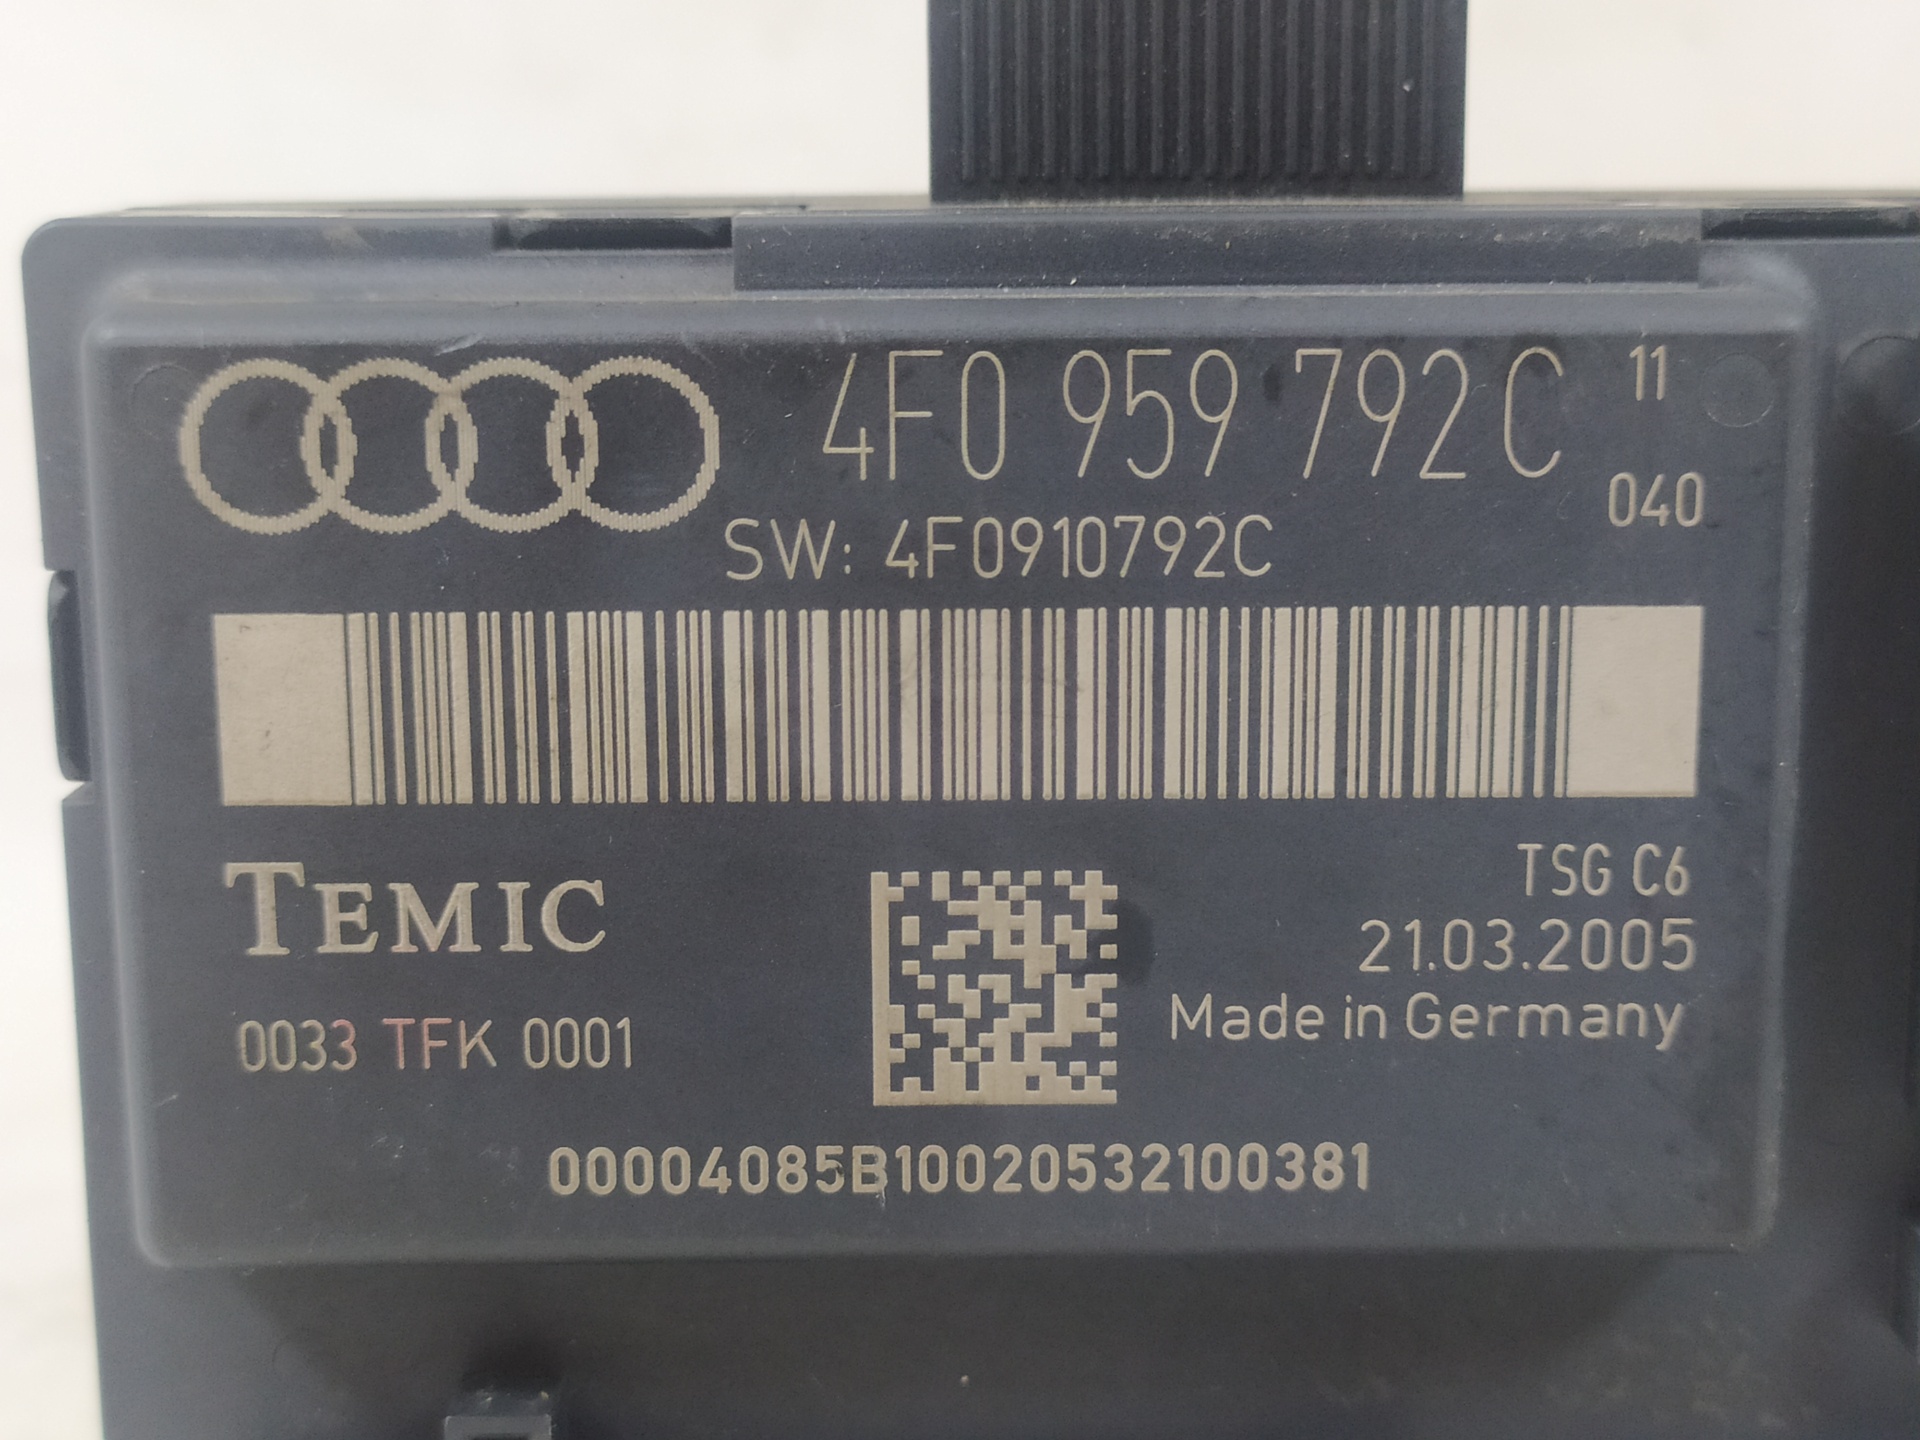 4F0 959 792 C 11
040
SW: 4F0910792C
TEMIC
TSG C6
21.03.2005
Made in Germany
0033 TFK 0001
00004085B10020532100381